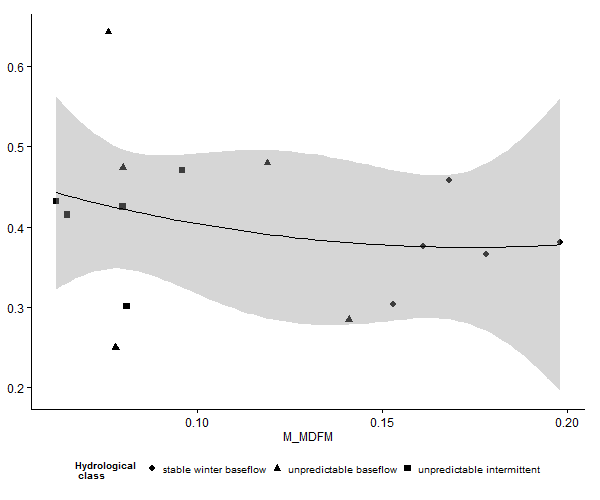 0.6
0.5
0.4
0.3
0.2
0.10 0.15 0.20
M_MDFM
Hydrological
class
stable winter baseflow unpredictable baseflow unpredictable intermittent